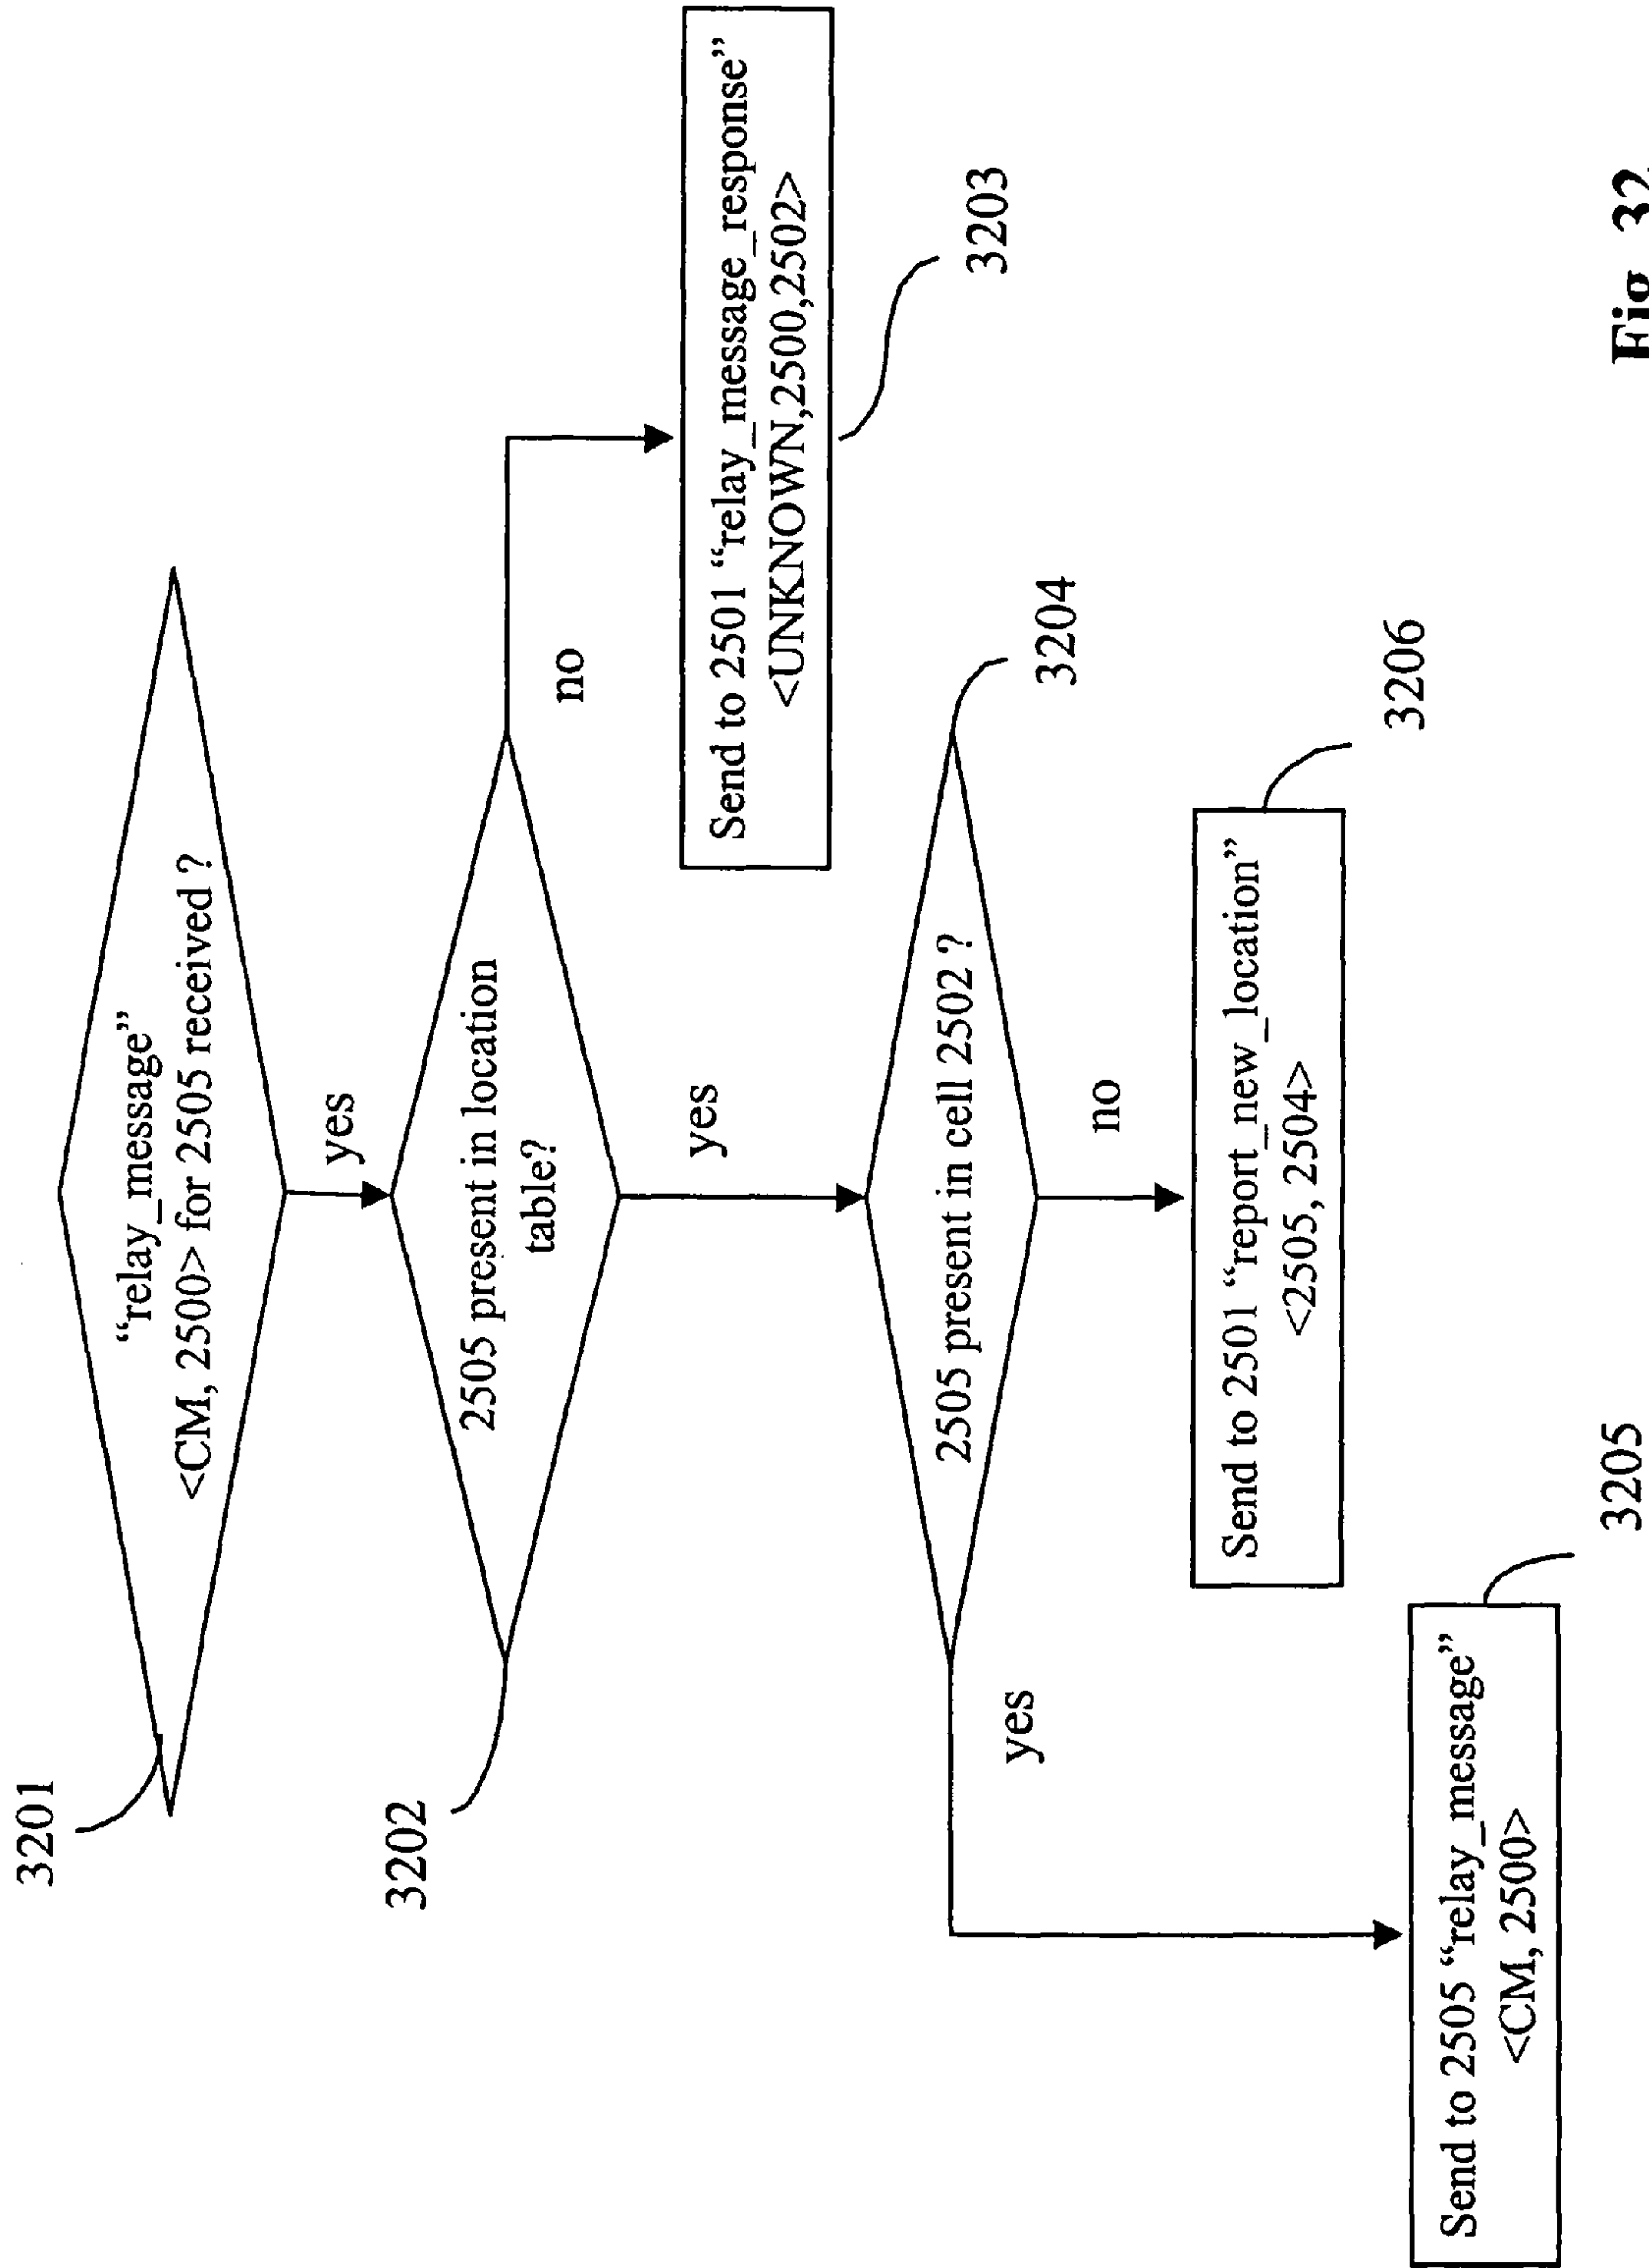 3201
“relay_message”
<CM, 2500> for 2505 received ?
yes
3202
2505 present in location
table?
no
yes
Send to 2501 “relay_message_response”
<UNKNOWN,2500,2502>
3203
2505 present in cell 2502 ?
3204
yes
no
Send to 2501 “report_new_location”
<2505, 2504>
3206
Send to 2505 “relay_message”
<CM, 2500>
3205
Fig. 32